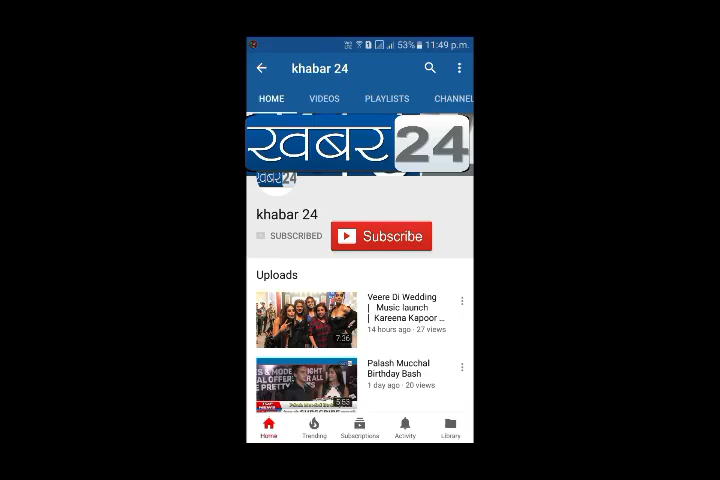 53% 11:49 p.m.
khabar 24
HOME VIDEOS PLAYLISTS CHANNEL
खबर 24
खबर 24
khabar 24
SUBSCRIBED Subscribe
Uploads
Veere Di Wedding
| Music launch
| Kareena Kapoor ...
14 hours ago · 27 views
7:36
Palash Mucchal
Birthday Bash
1 day ago · 20 views
5:53
Home Trending Subscriptions Activity Library